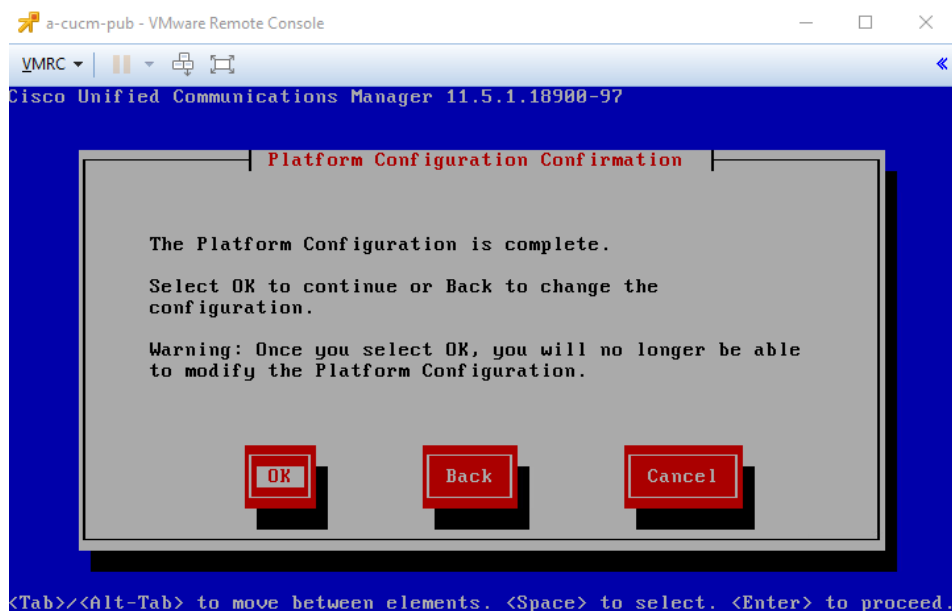 a-cucm-pub - VMware Remote Console
VMRC
Cisco Unified Communications Manager 11.5.1.18900-97
Platform Configuration Confirmation
The Platform Configuration is complete.
Select OK to continue or Back to change the
configuration.
Warning: Once you select OK, you will no longer be able
to modify the Platform Configuration.
OK Back Cancel
<Tab>/<Alt-Tab> to move between elements. <Space> to select. <Enter> to proceed